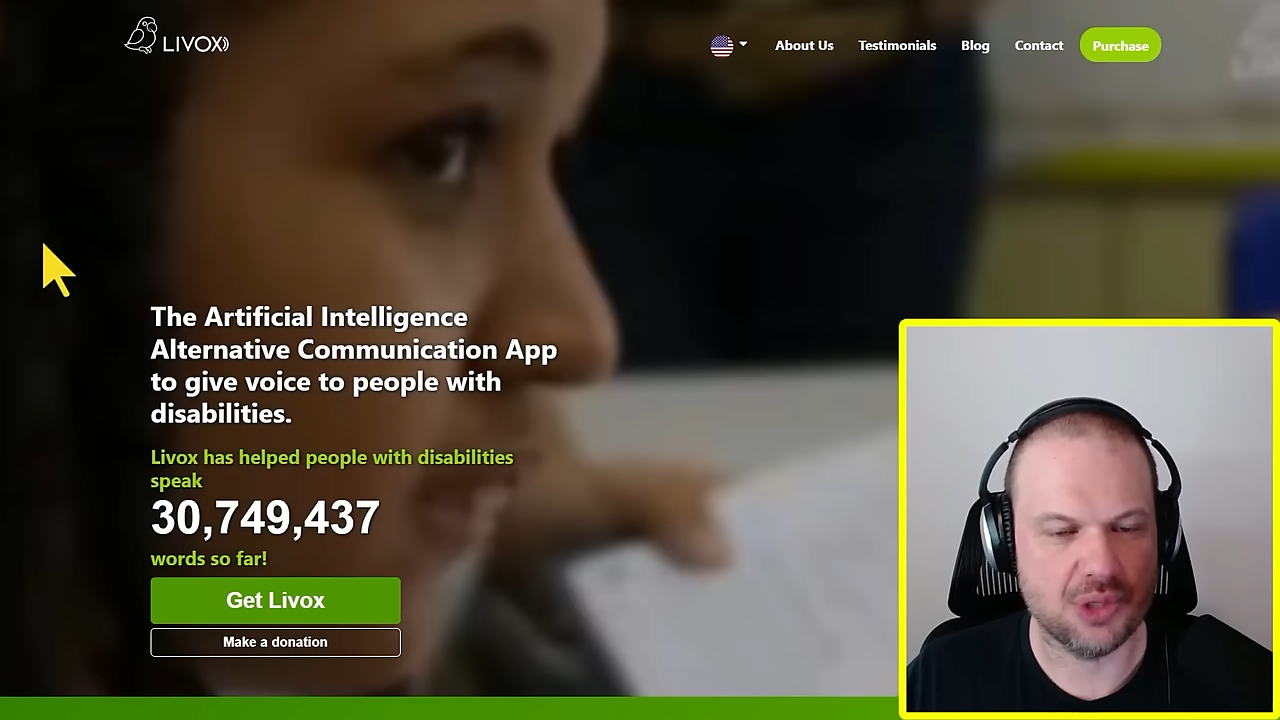 LIVOX
About Us
Testimonials
Blog
Contact
Purchase
The Artificial Intelligence
Alternative Communication App
to give voice to people with
disabilities.
Livox has helped people with disabilities
speak
30,749,437
words so far!
Get Livox
Make a donation